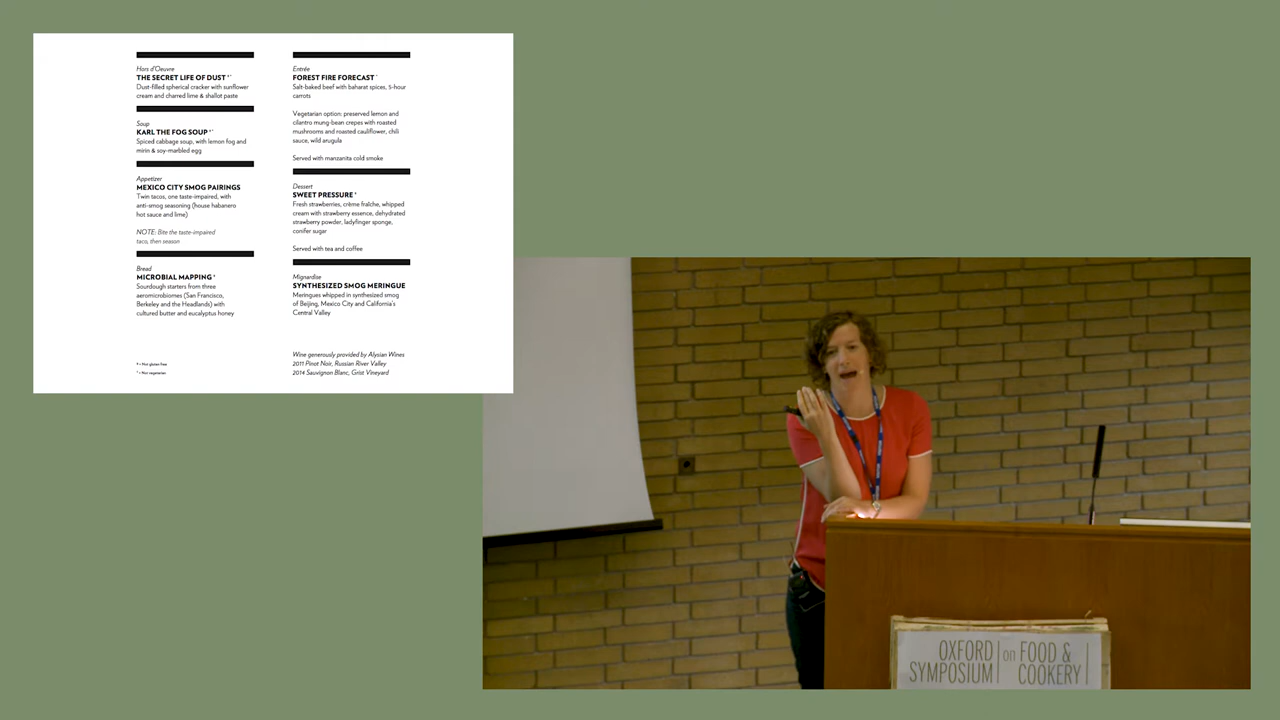 Hors d'Oeuvre
THE SECRET LIFE OF DUST * ˚
Dust-filled spherical cracker with sunflower
cream and charred lime & shallot paste
Soup
KARL THE FOG SOUP * ˚
Spiced cabbage soup, with lemon fog and
mirin & soy-marbled egg
Appetizer
MEXICO CITY SMOG PAIRINGS
Twin tacos, one taste-impaired, with
anti-smog seasoning (house habanero
hot sauce and lime)
NOTE: Bite the taste-impaired
taco, then season
Bread
MICROBIAL MAPPING *
Sourdough starters from three
aeromicrobiomes (San Francisco,
Berkeley and the Headlands) with
cultured butter and eucalyptus honey
* = Not gluten free
˚ = Not vegetarian
Entrée
FOREST FIRE FORECAST ˚
Salt-baked beef with baharat spices, 5-hour
carrots
Vegetarian option: preserved lemon and
cilantro mung-bean crepes with roasted
mushrooms and roasted cauliflower, chili
sauce, wild arugula
Served with manzanita cold smoke
Dessert
SWEET PRESSURE *
Fresh strawberries, crème fraîche, whipped
cream with strawberry essence, dehydrated
strawberry powder, ladyfinger sponge,
conifer sugar
Served with tea and coffee
Mignardise
SYNTHESIZED SMOG MERINGUE
Meringues whipped in synthesized smog
of Beijing, Mexico City and California's
Central Valley
Wine generously provided by Alysian Wines
2011 Pinot Noir, Russian River Valley
2014 Sauvignon Blanc, Grist Vineyard
OXFORD on FOOD &
SYMPOSIUM COOKERY